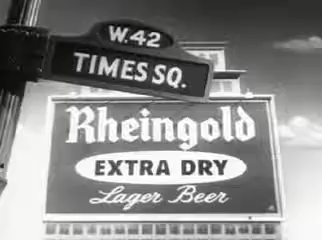 W. 42
TIMES SQ.
Rheingold
EXTRA DRY
Lager Beer